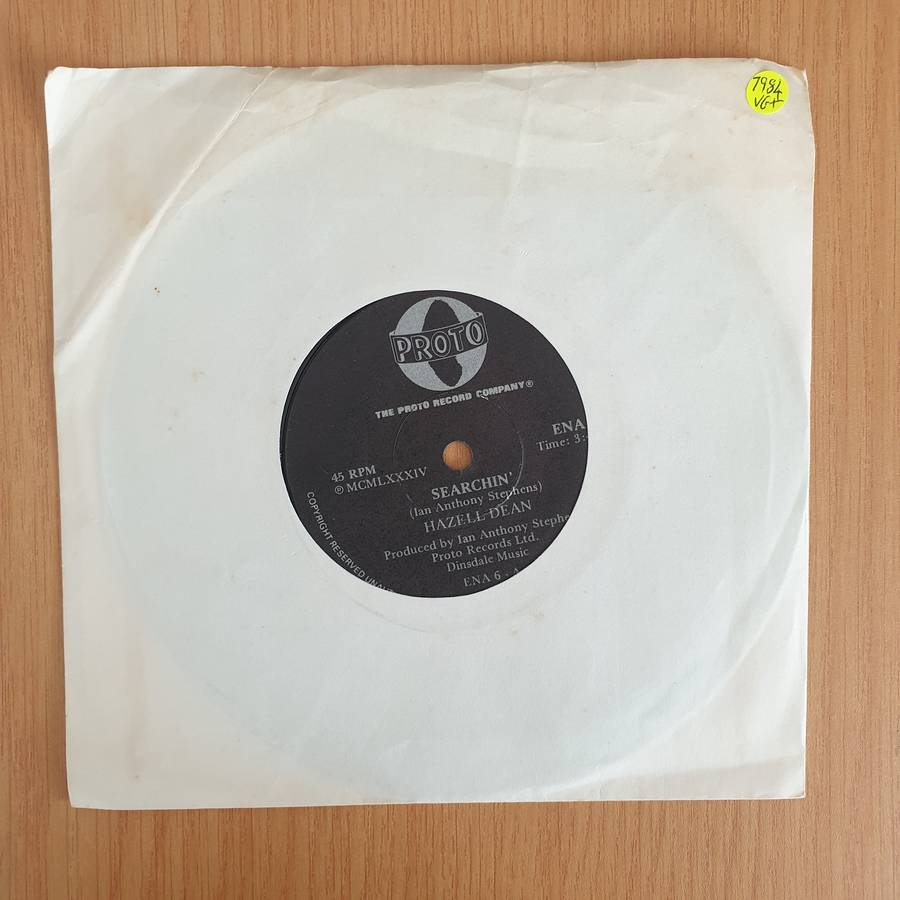 7984
VG+
PROTO
THE PROTO RECORD COMPANY®
ENA
Time: 3:
45 RPM
℗ MCMLXXXIV
SEARCHIN'
(Ian Anthony Stephens)
HAZELL DEAN
Produced by Ian Anthony Stephe
Proto Records Ltd.
Dinsdale Music
ENA 6
COPYRIGHT RESERVED